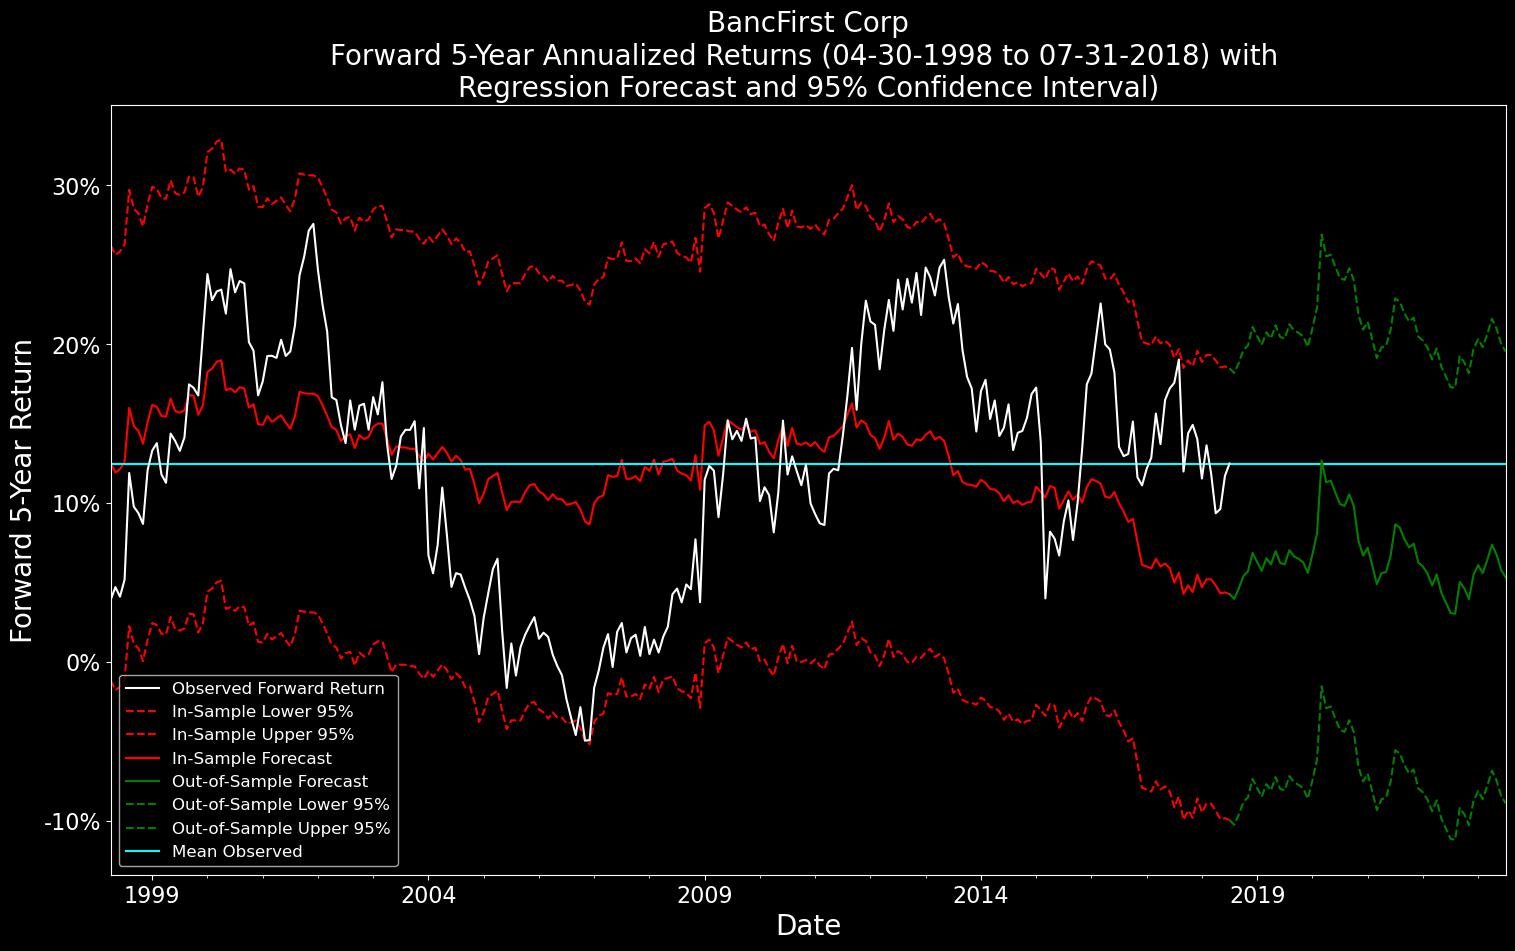 BancFirst Corp
Forward 5-Year Annualized Returns (04-30-1998 to 07-31-2018) with
Regression Forecast and 95% Confidence Interval)
Forward 5-Year Return
30%
20%
10%
0%
-10%
Observed Forward Return
In-Sample Lower 95%
In-Sample Upper 95%
In-Sample Forecast
Out-of-Sample Forecast
Out-of-Sample Lower 95%
Out-of-Sample Upper 95%
Mean Observed
1999
2004
2009
2014
2019
Date